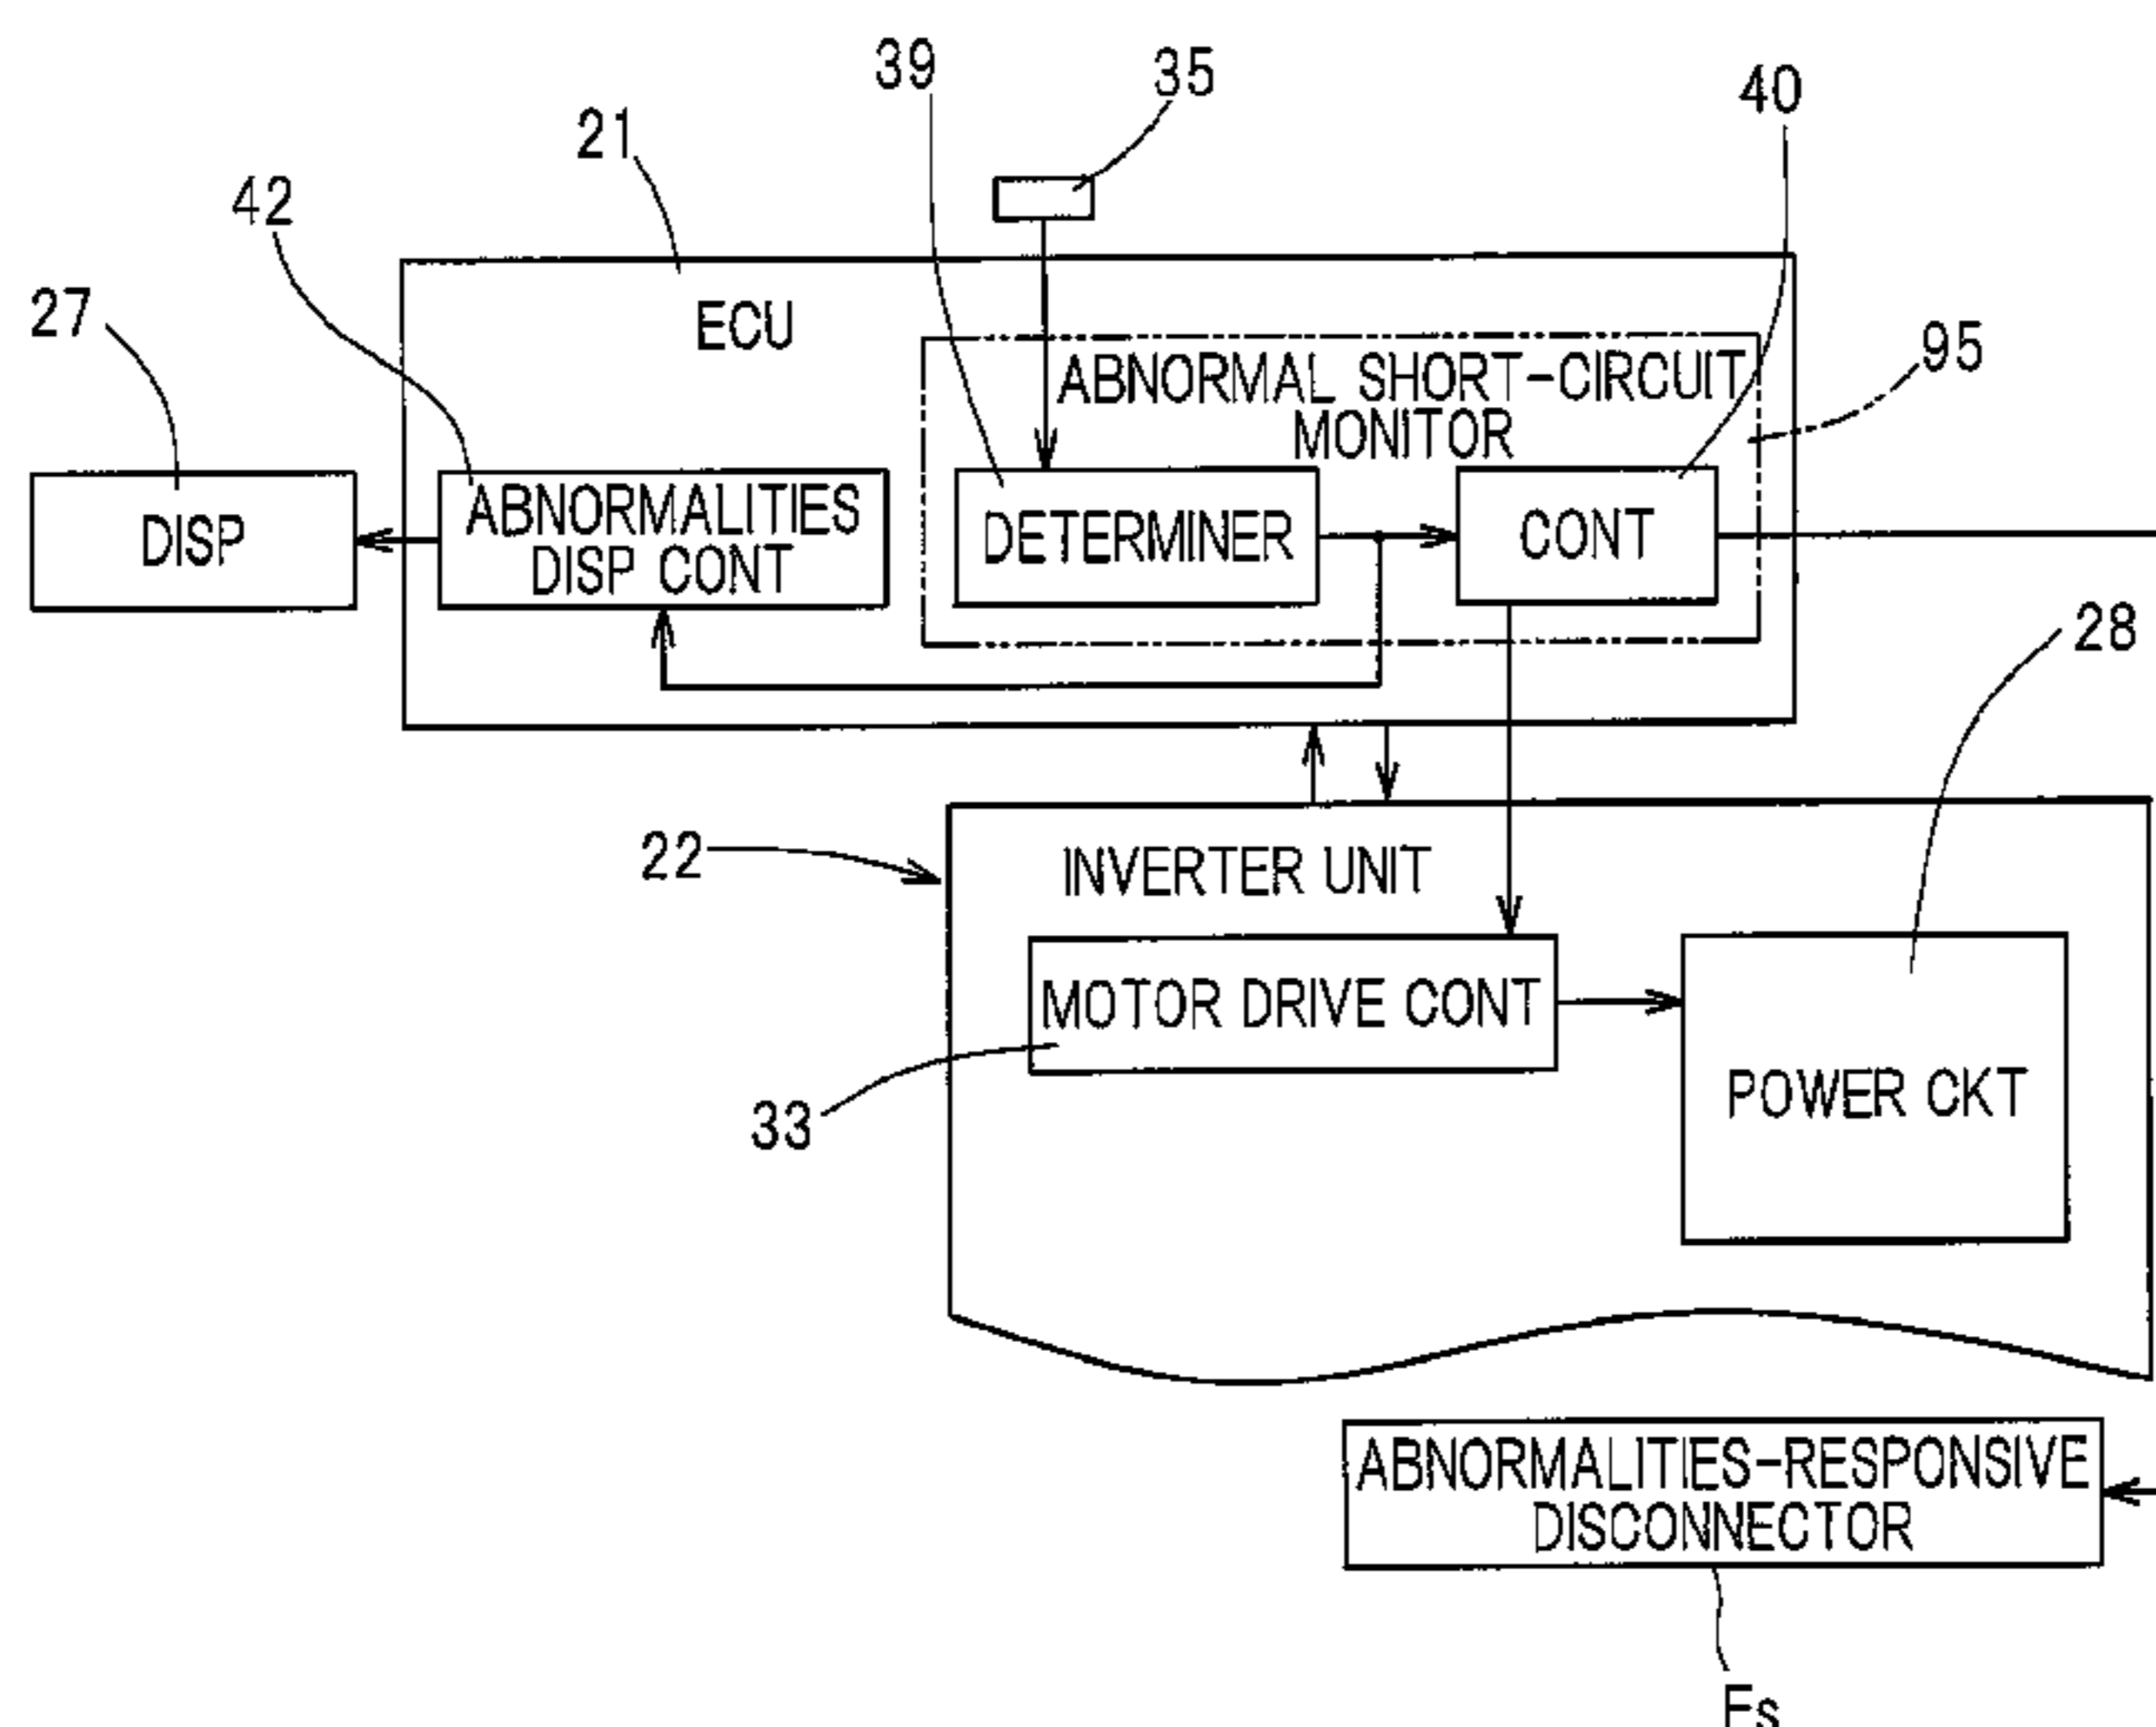 39
35
40
21
42
27
ECU
95
ABNORMAL SHORT-CIRCUIT
MONITOR
DISP
ABNORMALITIES
DISP CONT
DETERMINER
CONT
28
22
INVERTER UNIT
MOTOR DRIVE CONT
33
POWER CKT
ABNORMALITIES-RESPONSIVE
DISCONNECTOR